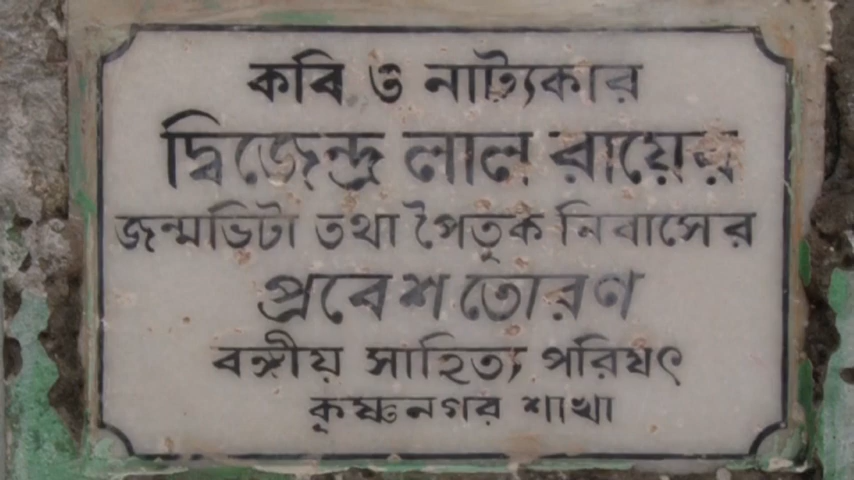 কবি ও নাট্যকার
দ্বিজেন্দ্র লাল রায়ের
জন্মভিটা তথা পৈতৃক নিবাসের
প্রবেশ তোরণ
বঙ্গীয় সাহিত্য পরিষৎ
কৃষ্ণনগর শাখা